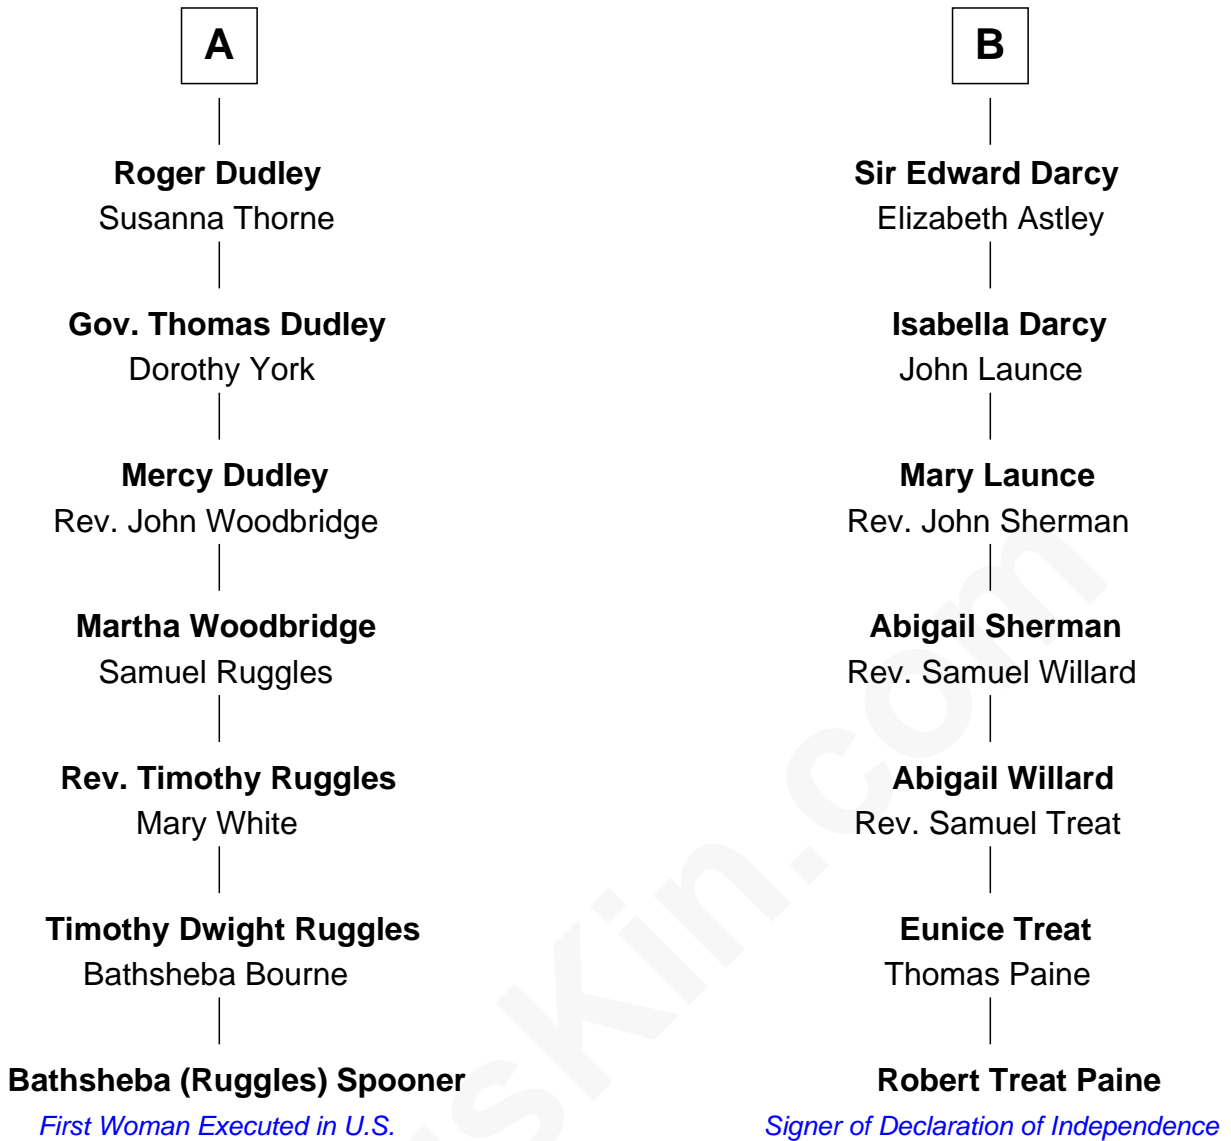 A
Roger Dudley
Susanna Thorne
Gov. Thomas Dudley
Dorothy York
Mercy Dudley
Rev. John Woodbridge
Martha Woodbridge
Samuel Ruggles
Rev. Timothy Ruggles
Mary White
Timothy Dwight Ruggles
Bathsheba Bourne
Bathsheba (Ruggles) Spooner
First Woman Executed in U.S.
B
Sir Edward Darcy
Elizabeth Astley
Isabella Darcy
John Launce
Mary Launce
Rev. John Sherman
Abigail Sherman
Rev. Samuel Willard
Abigail Willard
Rev. Samuel Treat
Eunice Treat
Thomas Paine
Robert Treat Paine
Signer of Declaration of Independence